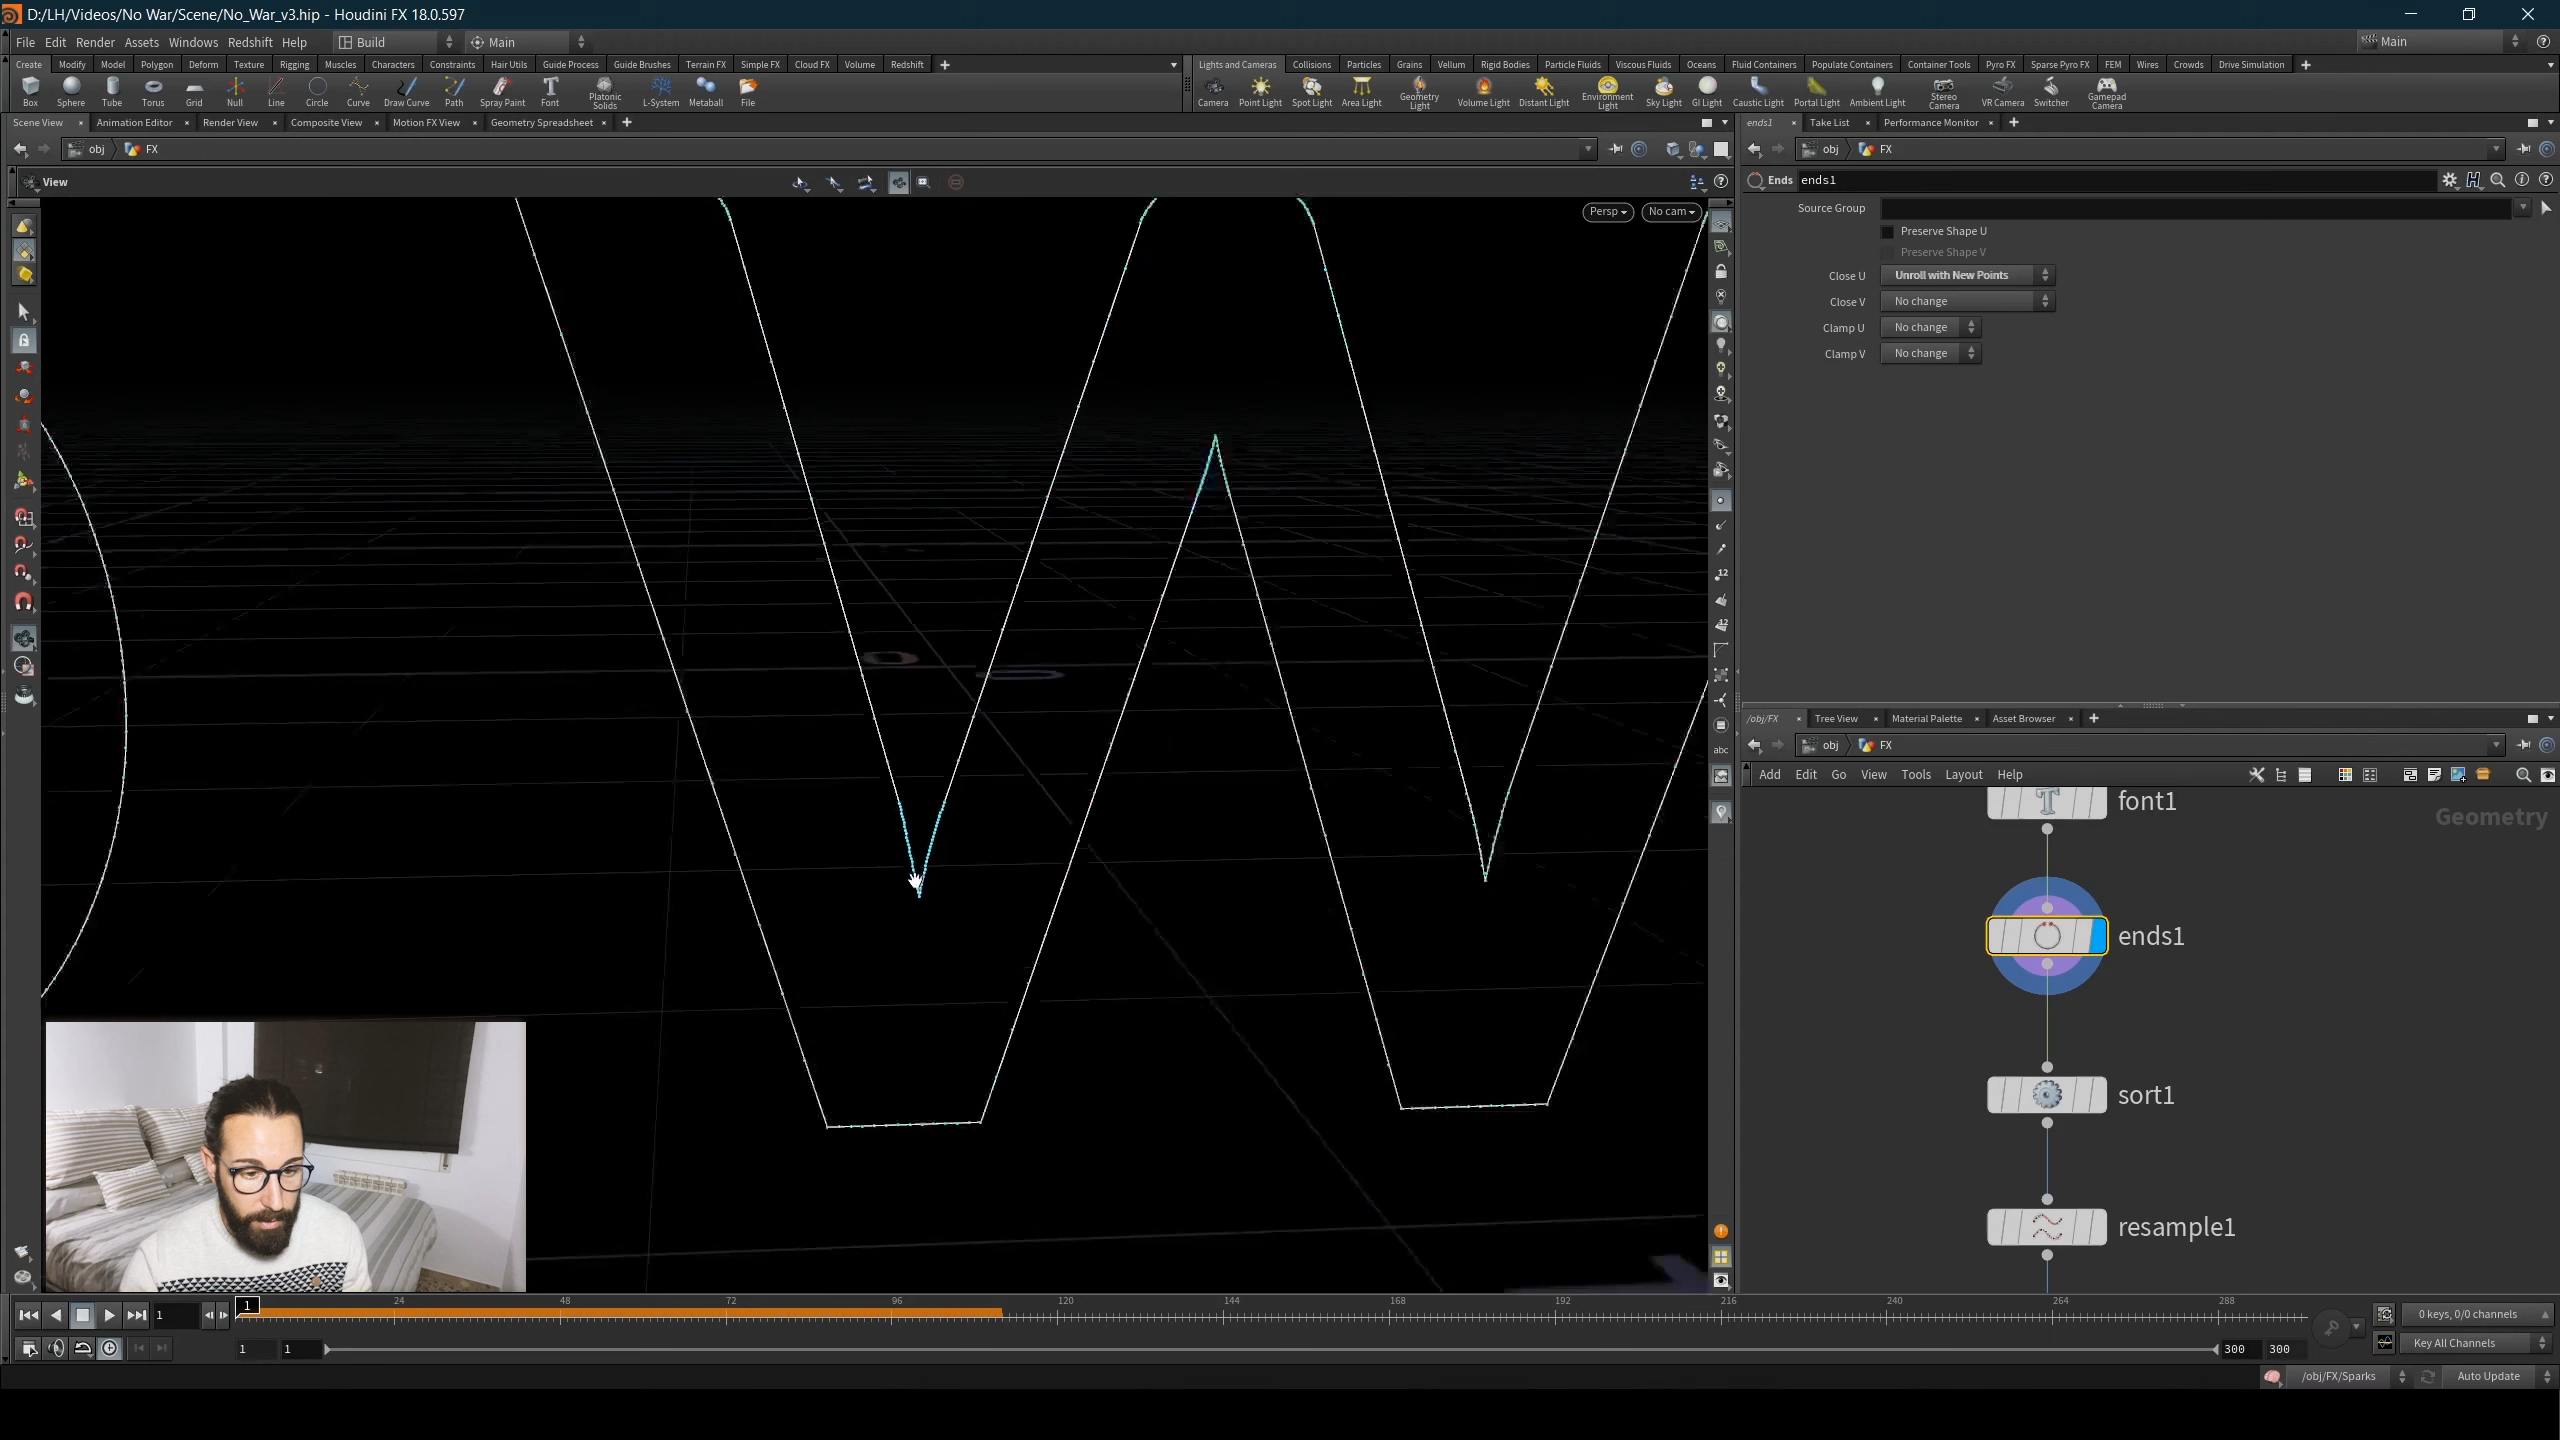 D:/LH/Videos/No War/Scene/No_War_v3.hip - Houdini FX 18.0.597
File Edit Render Assets Windows Redshift Help Build Main Main
Create Modify Model Polygon Deform Texture Rigging Muscles Characters Constraints Hair Utils Guide Process Guide Brushes Terrain FX Simple FX Cloud FX Volume Redshift
Lights and Cameras Collisions Particles Grains Vellum Rigid Bodies Particle Fluids Viscous Fluids Oceans Fluid Containers Populate Containers Container Tools Pyro FX Sparse Pyro FX FEM Wires Crowds Drive Simulation
Box Sphere Tube Torus Grid Null Line Circle Curve Draw Curve Path Spray Paint Font Platonic Solids L-System Metaball File
Camera Point Light Spot Light Area Light Geometry Light Volume Light Distant Light Environment Light Sky Light GI Light Caustic Light Portal Light Ambient Light Stereo Camera VR Camera Switcher Gamepad Camera
Scene View Animation Editor Render View Composite View Motion FX View Geometry Spreadsheet
ends1 Take List Performance Monitor
obj FX
obj FX
View
Ends ends1
Persp No cam
Source Group
Preserve Shape U
Preserve Shape V
Close U Unroll with New Points
Close V No change
Clamp U No change
Clamp V No change
12
12
abc
/obj/FX Tree View Material Palette Asset Browser
obj FX
Add Edit Go View Tools Layout Help
Geometry
font1
ends1
sort1
resample1
1 1 24 48 72 96 120 144 168 192 216 240 264 288
0 keys, 0/0 channels
1 1 300 300
Key All Channels
/obj/FX/Sparks Auto Update